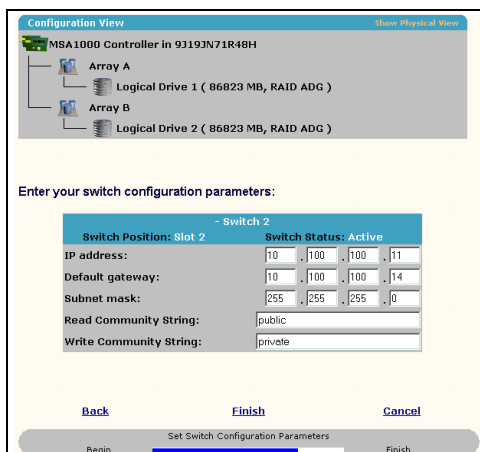 Configuration View Show Physical View
MSA1000 Controller in 9J19JN71R48H
Array A
Logical Drive 1 ( 86823 MB, RAID ADG )
Array B
Logical Drive 2 ( 86823 MB, RAID ADG )
Enter your switch configuration parameters:
- Switch 2
Switch Position: Slot 2 Switch Status: Active
IP address: 10 . 100 . 100 . 11
Default gateway: 10 . 100 . 100 . 14
Subnet mask: 255 . 255 . 255 . 0
Read Community String: public
Write Community String: private
Back Finish Cancel
Set Switch Configuration Parameters
Begin Finish